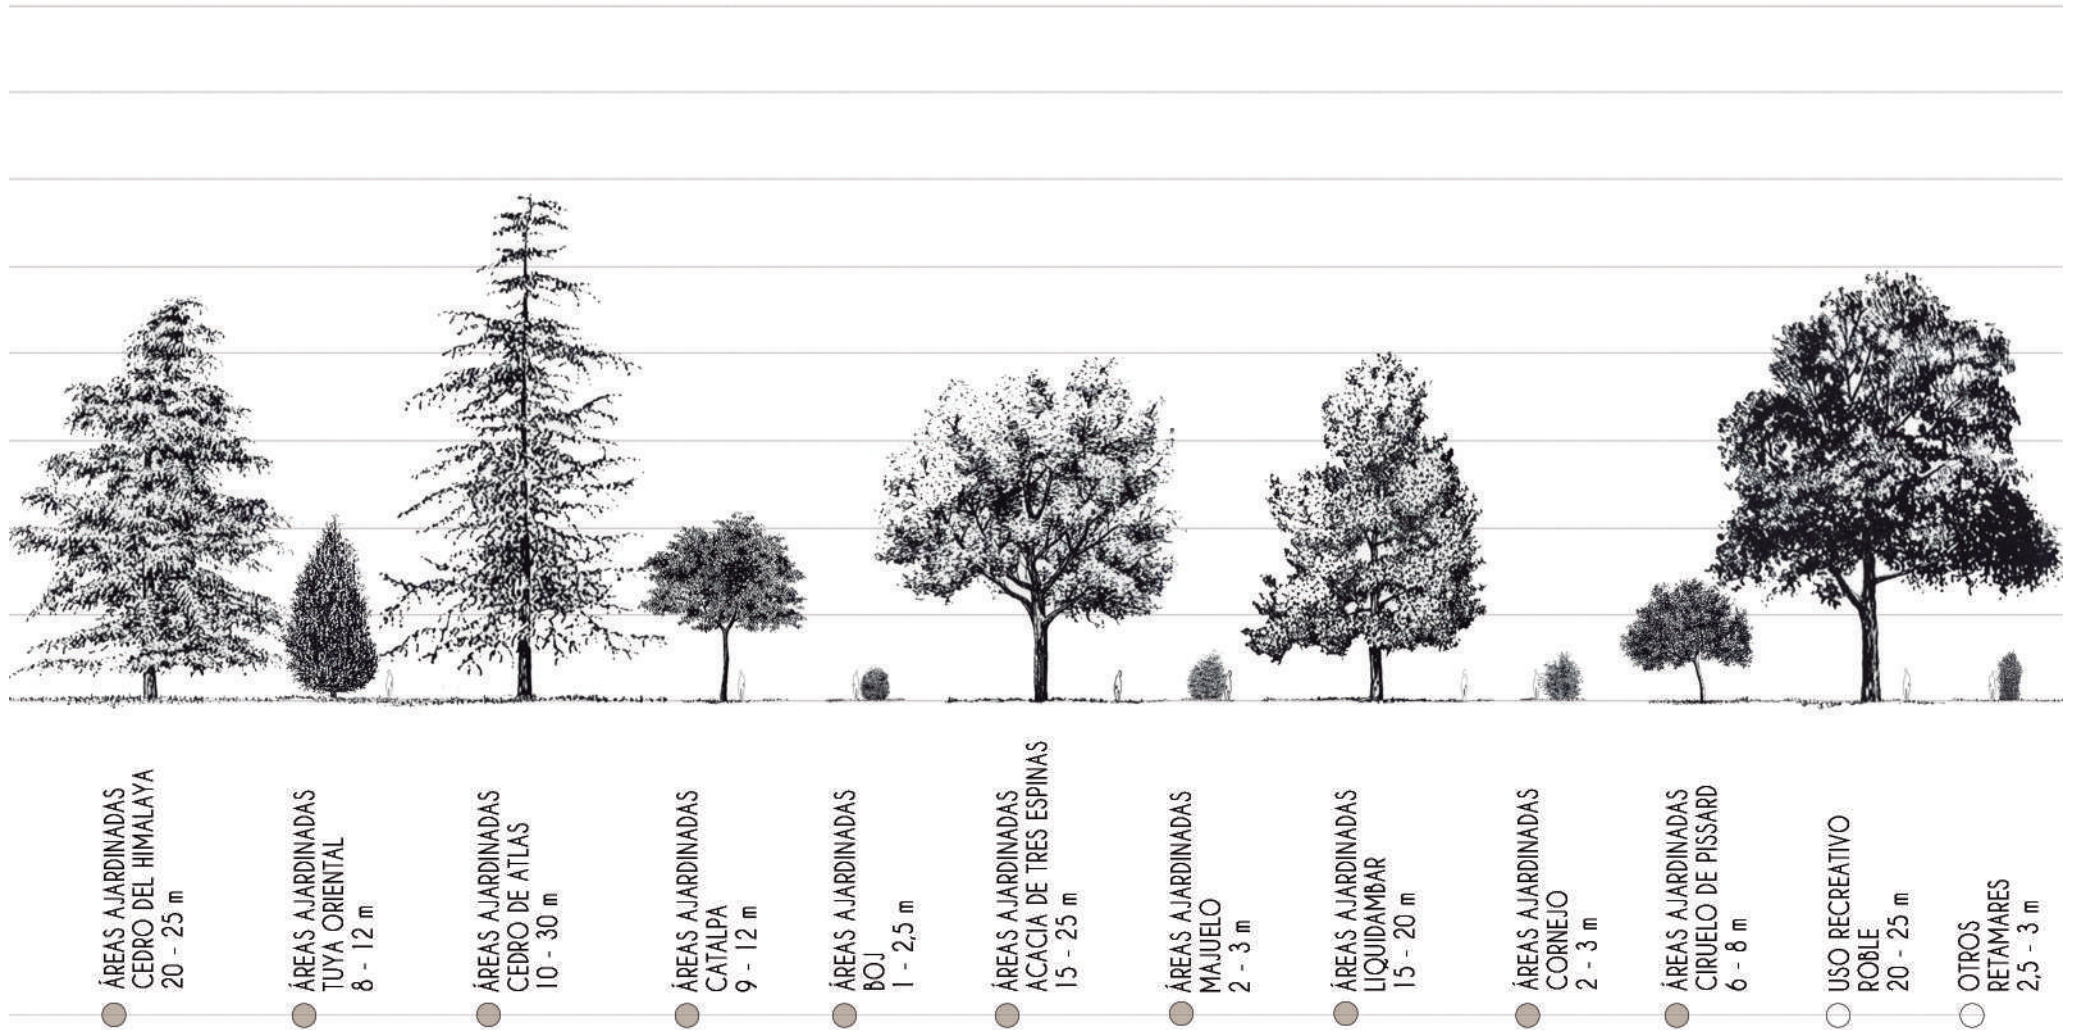 ÁREAS AJARDINADAS
CEDRO DEL HIMALAYA
20 - 25 m
ÁREAS AJARDINADAS
TUYA ORIENTAL
8 - 12 m
ÁREAS AJARDINADAS
CEDRO DE ATLAS
10 - 30 m
ÁREAS AJARDINADAS
CATALPA
9 - 12 m
ÁREAS AJARDINADAS
BOJ
1 - 2,5 m
ÁREAS AJARDINADAS
ACACIA DE TRES ESPINAS
15 - 25 m
ÁREAS AJARDINADAS
MAJUELO
2 - 3 m
ÁREAS AJARDINADAS
LIQUIDAMBAR
15 - 20 m
ÁREAS AJARDINADAS
CORNEJO
2 - 3 m
ÁREAS AJARDINADAS
CIRUELO DE PISSARD
6 - 8 m
USO RECREATIVO
ROBLE
20 - 25 m
OTROS
RETAMARES
2,5 - 3 m